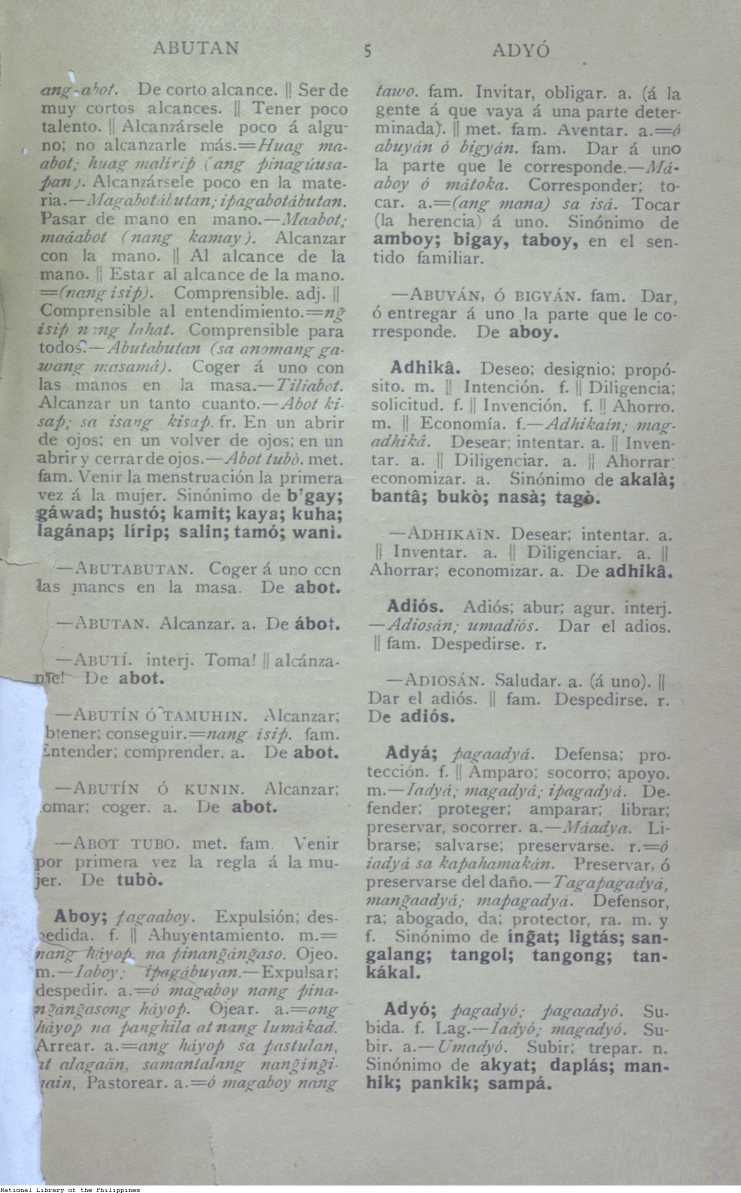 ABUTAN 5 ADYÓ
ang-abot. De corto alcance. || Ser de
muy cortos alcances. || Tener poco
talento. || Alcanzársele poco á algu-
no; no alcanzarle más.=Huag ma-
abot; huag malirip (ang pinagúusa-
pan). Alcanzársele poco en la mate-
ria.—Magabotábutan; ipagabotábutan.
Pasar de mano en mano.—Maabot;
maáabot (nang kamay). Alcanzar
con la mano. || Al alcance de la
mano. || Estar al alcance de la mano.
=(nang isip). Comprensible. adj. ||
Comprensible al entendimiento.=ng̃
isip nang lahat. Comprensible para
todos.—Abutabutan (sa anomang ga-
wang masamá). Coger á uno con
las manos en la masa.—Tiliabot.
Alcanzar un tanto cuanto.—Abot ki-
sap; sa isang kisap. fr. En un abrir
de ojos; en un volver de ojos; en un
abrir y cerrar de ojos.—Abot tubò. met.
fam. Venir la menstruación la primera
vez á la mujer. Sinónimo de b'gay;
gáwad; hustó; kamit; kaya; kuha;
lagánap; lírip; salin; tamó; wani.
—ABUTABUTAN. Coger á uno con
las manos en la masa. De abot.
—ABUTAN. Alcanzar. a. De ábot.
—ABUTÍ. interj. Toma! || alcánza-
me! De abot.
—ABUTÍN Ó TAMUHIN. Alcanzar;
btener; conseguir.=nang isip. fam.
Entender; comprender. a. De abot.
—ABUTÍN Ó KUNIN. Alcanzar;
omar; coger. a. De abot.
—ABOT TUBO. met. fam. Venir
por primera vez la regla á la mu-
jer. De tubò.
Aboy; pagaaboy. Expulsión; des-
pedida. f. || Ahuyentamiento. m.=
nang háyop na pinang̃áng̃aso. Ojeo.
m.—Iaboy; ipagábuyan.—Expulsar;
despedir. a.=ó magaboy nang pina-
ng̃áng̃asong háyop. Ojear. a.=ang
háyop na panghila at nang lumákad.
Arrear. a.=ang háyop sa pastulan,
at alagaán, samantalang nang̃ing̃i-
nain, Pastorear. a.=ó magaboy nang
tawo. fam. Invitar, obligar. a. (á la
gente á que vaya á una parte deter-
minada). || met. fam. Aventar. a.=ó
abuyán ó bigyán. fam. Dar á uno
la parte que le corresponde.—Má-
aboy ó mátoka. Corresponder; to-
car. a.=(ang mana) sa isá. Tocar
(la herencia) á uno. Sinónimo de
amboy; bigay, taboy, en el sen-
tido familiar.
—ABUYÁN, Ó BIGYÁN. fam. Dar,
ó entregar á uno la parte que le co-
rresponde. De aboy.
Adhikâ. Deseo; designio; propó-
sito. m. || Intención. f. || Diligencia;
solicitud. f. || Invención. f. || Ahorro.
m. || Economía. f.—Adhikaín; mag-
adhikâ. Desear; intentar. a. || Inven-
tar. a. || Diligenciar. a. || Ahorrar;
economizar. a. Sinónimo de akalà;
bantâ; bukò; nasà; tagò.
—ADHIKAÏN. Desear; intentar. a.
|| Inventar. a. || Diligenciar. a. ||
Ahorrar; economizar. a. De adhikâ.
Adiós. Adiós; abur; agur. interj.
—Adiosán; umadiós. Dar el adios.
|| fam. Despedirse. r.
—ADIOSÁN. Saludar. a. (á uno). ||
Dar el adiós. || fam. Despedirse. r.
De adiós.
Adyá; pagaadyá. Defensa; pro-
tección. f. || Amparo; socorro; apoyo.
m.—Iadyá; magadyá; ipagadyá. De-
fender; proteger; amparar; librar;
preservar, socorrer. a.—Máadya. Li-
brarse; salvarse; preservarse. r.=ó
iadyá sa kapahamakán. Preservar, ó
preservarse del daño.—Tagapagadyá,
mang̃aadyá; mapagadyá. Defensor,
ra; abogado, da; protector, ra. m. y
f. Sinónimo de íng̃at; ligtás; san-
galang; tangol; tangong; tan-
kákal.
Adyó; pagadyó; pagaadyó. Su-
bida. f. Lag.—Iadyó; magadyó. Su-
bir. a.—Umadyó. Subir; trepar. n.
Sinónimo de akyat; daplás; man-
hik; pankik; sampá.
National Library of the Philippines